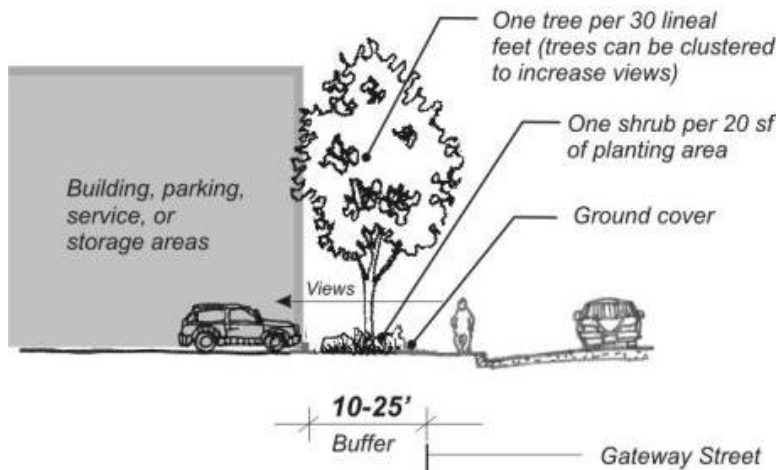 One tree per 30 lineal
feet (trees can be clustered
to increase views)
One shrub per 20 sf
of planting area
Building, parking,
service, or
storage areas
Ground cover
Views
10-25'
Buffer
Gateway Street